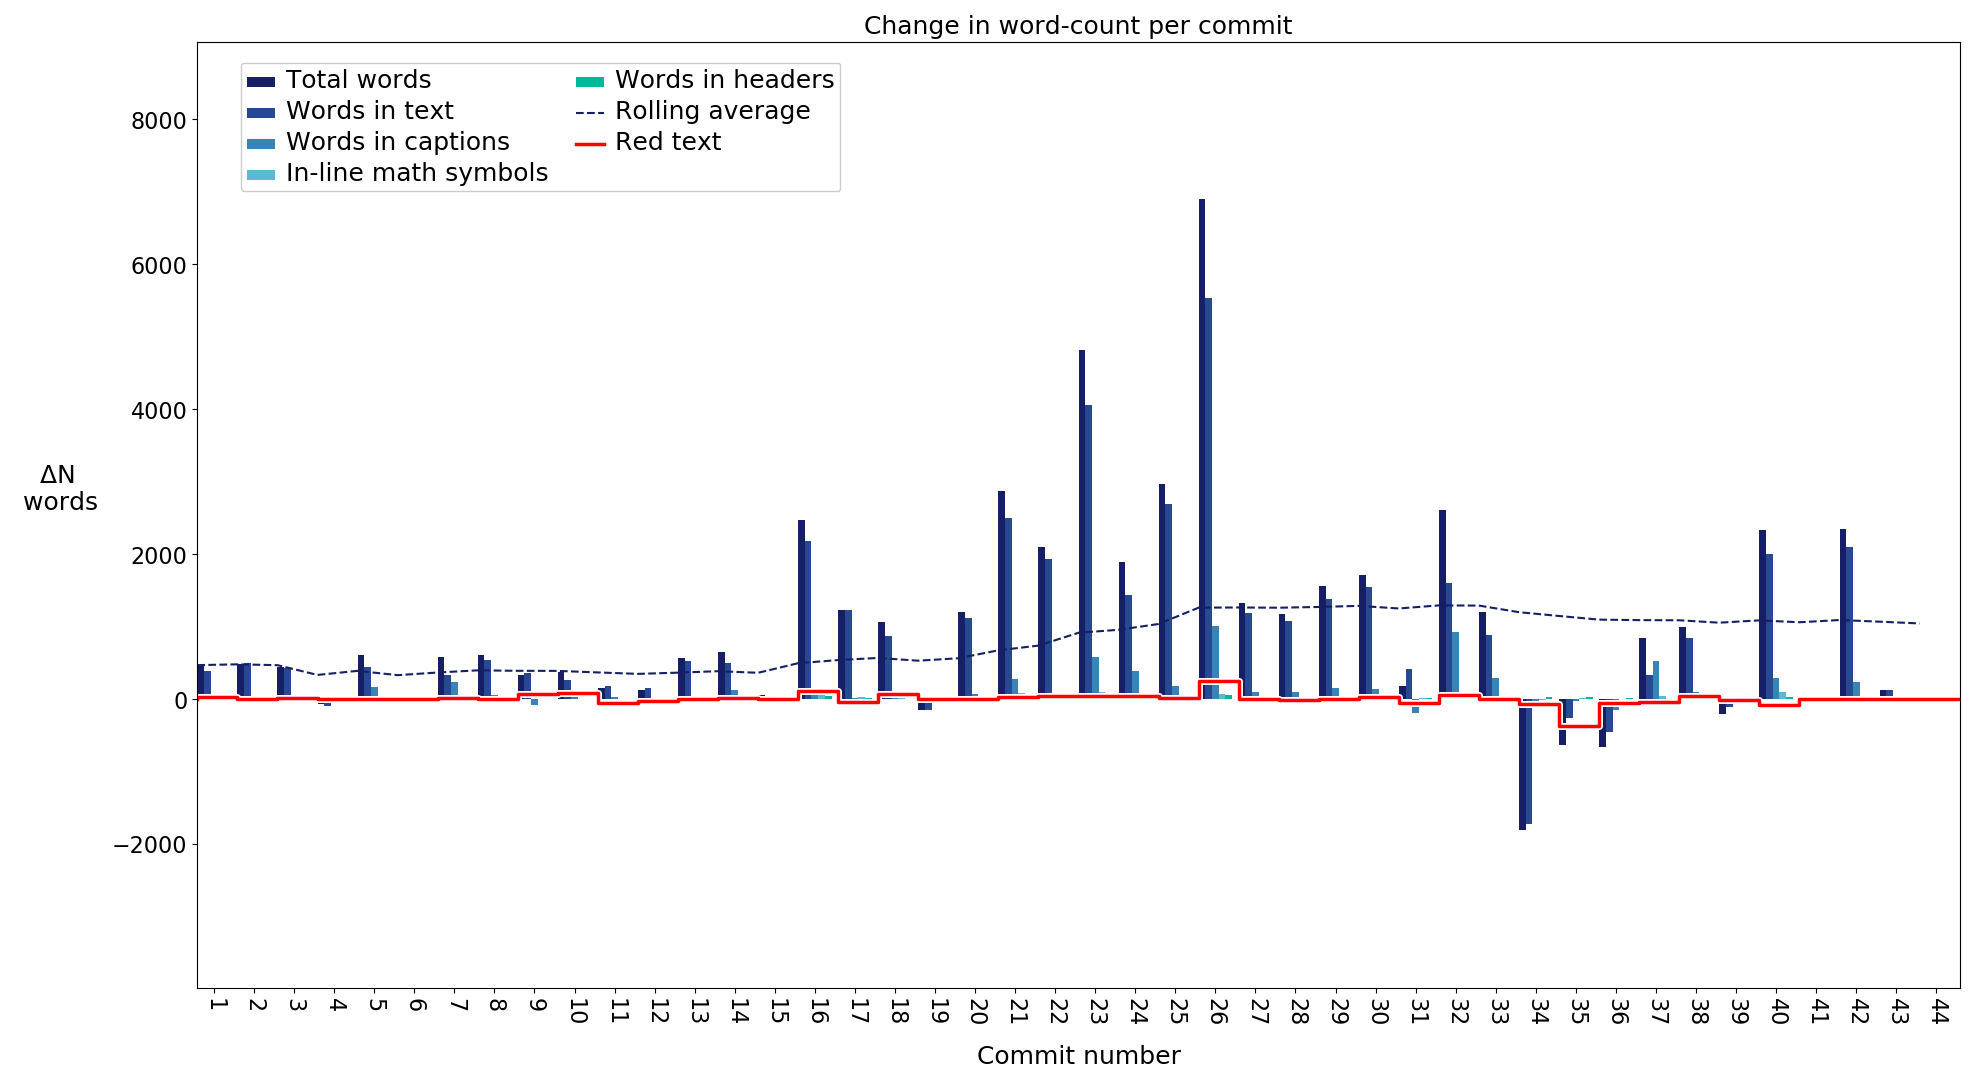 Change in word-count per commit
Total words
Words in text
Words in captions
In-line math symbols
Words in headers
Rolling average
Red text
8000
6000
4000
2000
0
−2000
ΔN
words
1 2 3 4 5 6 7 8 9 10 11 12 13 14 15 16 17 18 19 20 21 22 23 24 25 26 27 28 29 30 31 32 33 34 35 36 37 38 39 40 41 42 43 44
Commit number